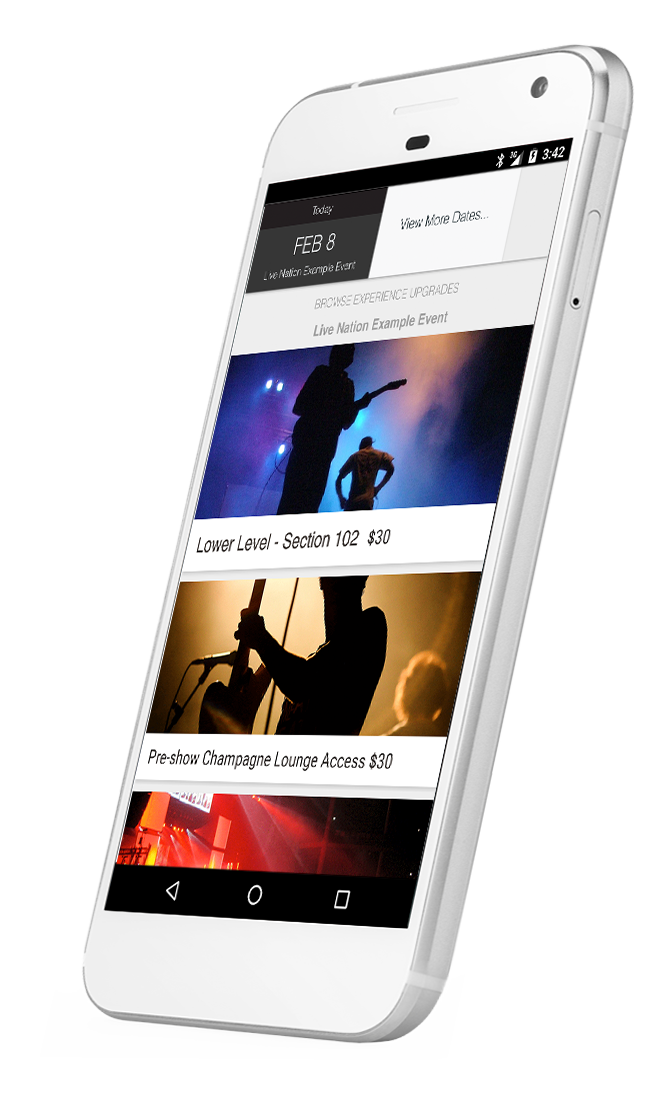 3G 3:42
Today
FEB 8
Live Nation Example Event
View More Dates...
BROWSE EXPERIENCE UPGRADES
Live Nation Example Event
Lower Level - Section 102 $30
Pre-show Champagne Lounge Access $30